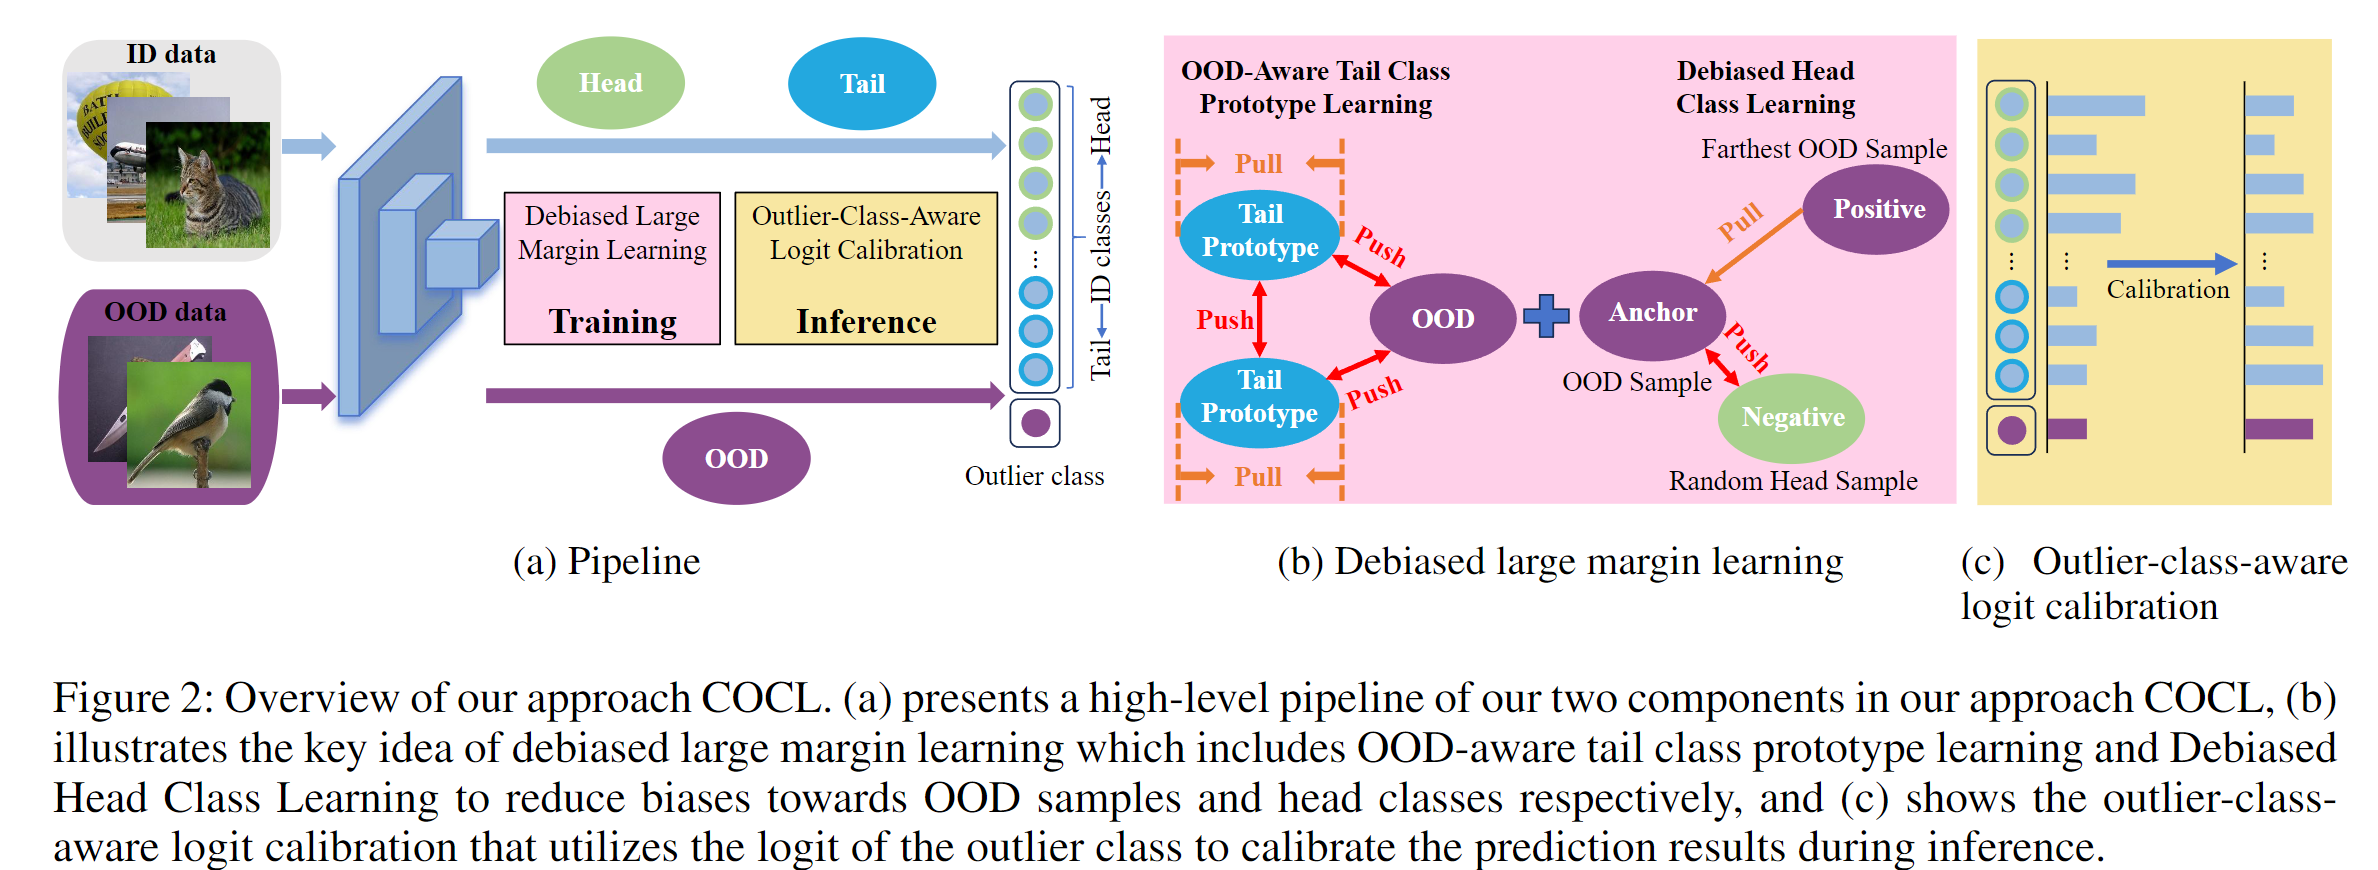 ID data
BATH
BUILD
SOC
OOD data
Head
Tail
Debiased Large
Margin Learning
Training
Outlier-Class-Aware
Logit Calibration
Inference
OOD
Tail
ID classes
Head
Outlier class
OOD-Aware Tail Class
Prototype Learning
Pull
Tail
Prototype
Push
Push
OOD
Tail
Prototype
Push
Pull
Debiased Head
Class Learning
Farthest OOD Sample
Positive
Pull
Anchor
Push
OOD Sample
Negative
Random Head Sample
Calibration
(a) Pipeline
(b) Debiased large margin learning
(c) Outlier-class-aware
logit calibration
Figure 2: Overview of our approach COCL. (a) presents a high-level pipeline of our two components in our approach COCL, (b)
illustrates the key idea of debiased large margin learning which includes OOD-aware tail class prototype learning and Debiased
Head Class Learning to reduce biases towards OOD samples and head classes respectively, and (c) shows the outlier-class-
aware logit calibration that utilizes the logit of the outlier class to calibrate the prediction results during inference.